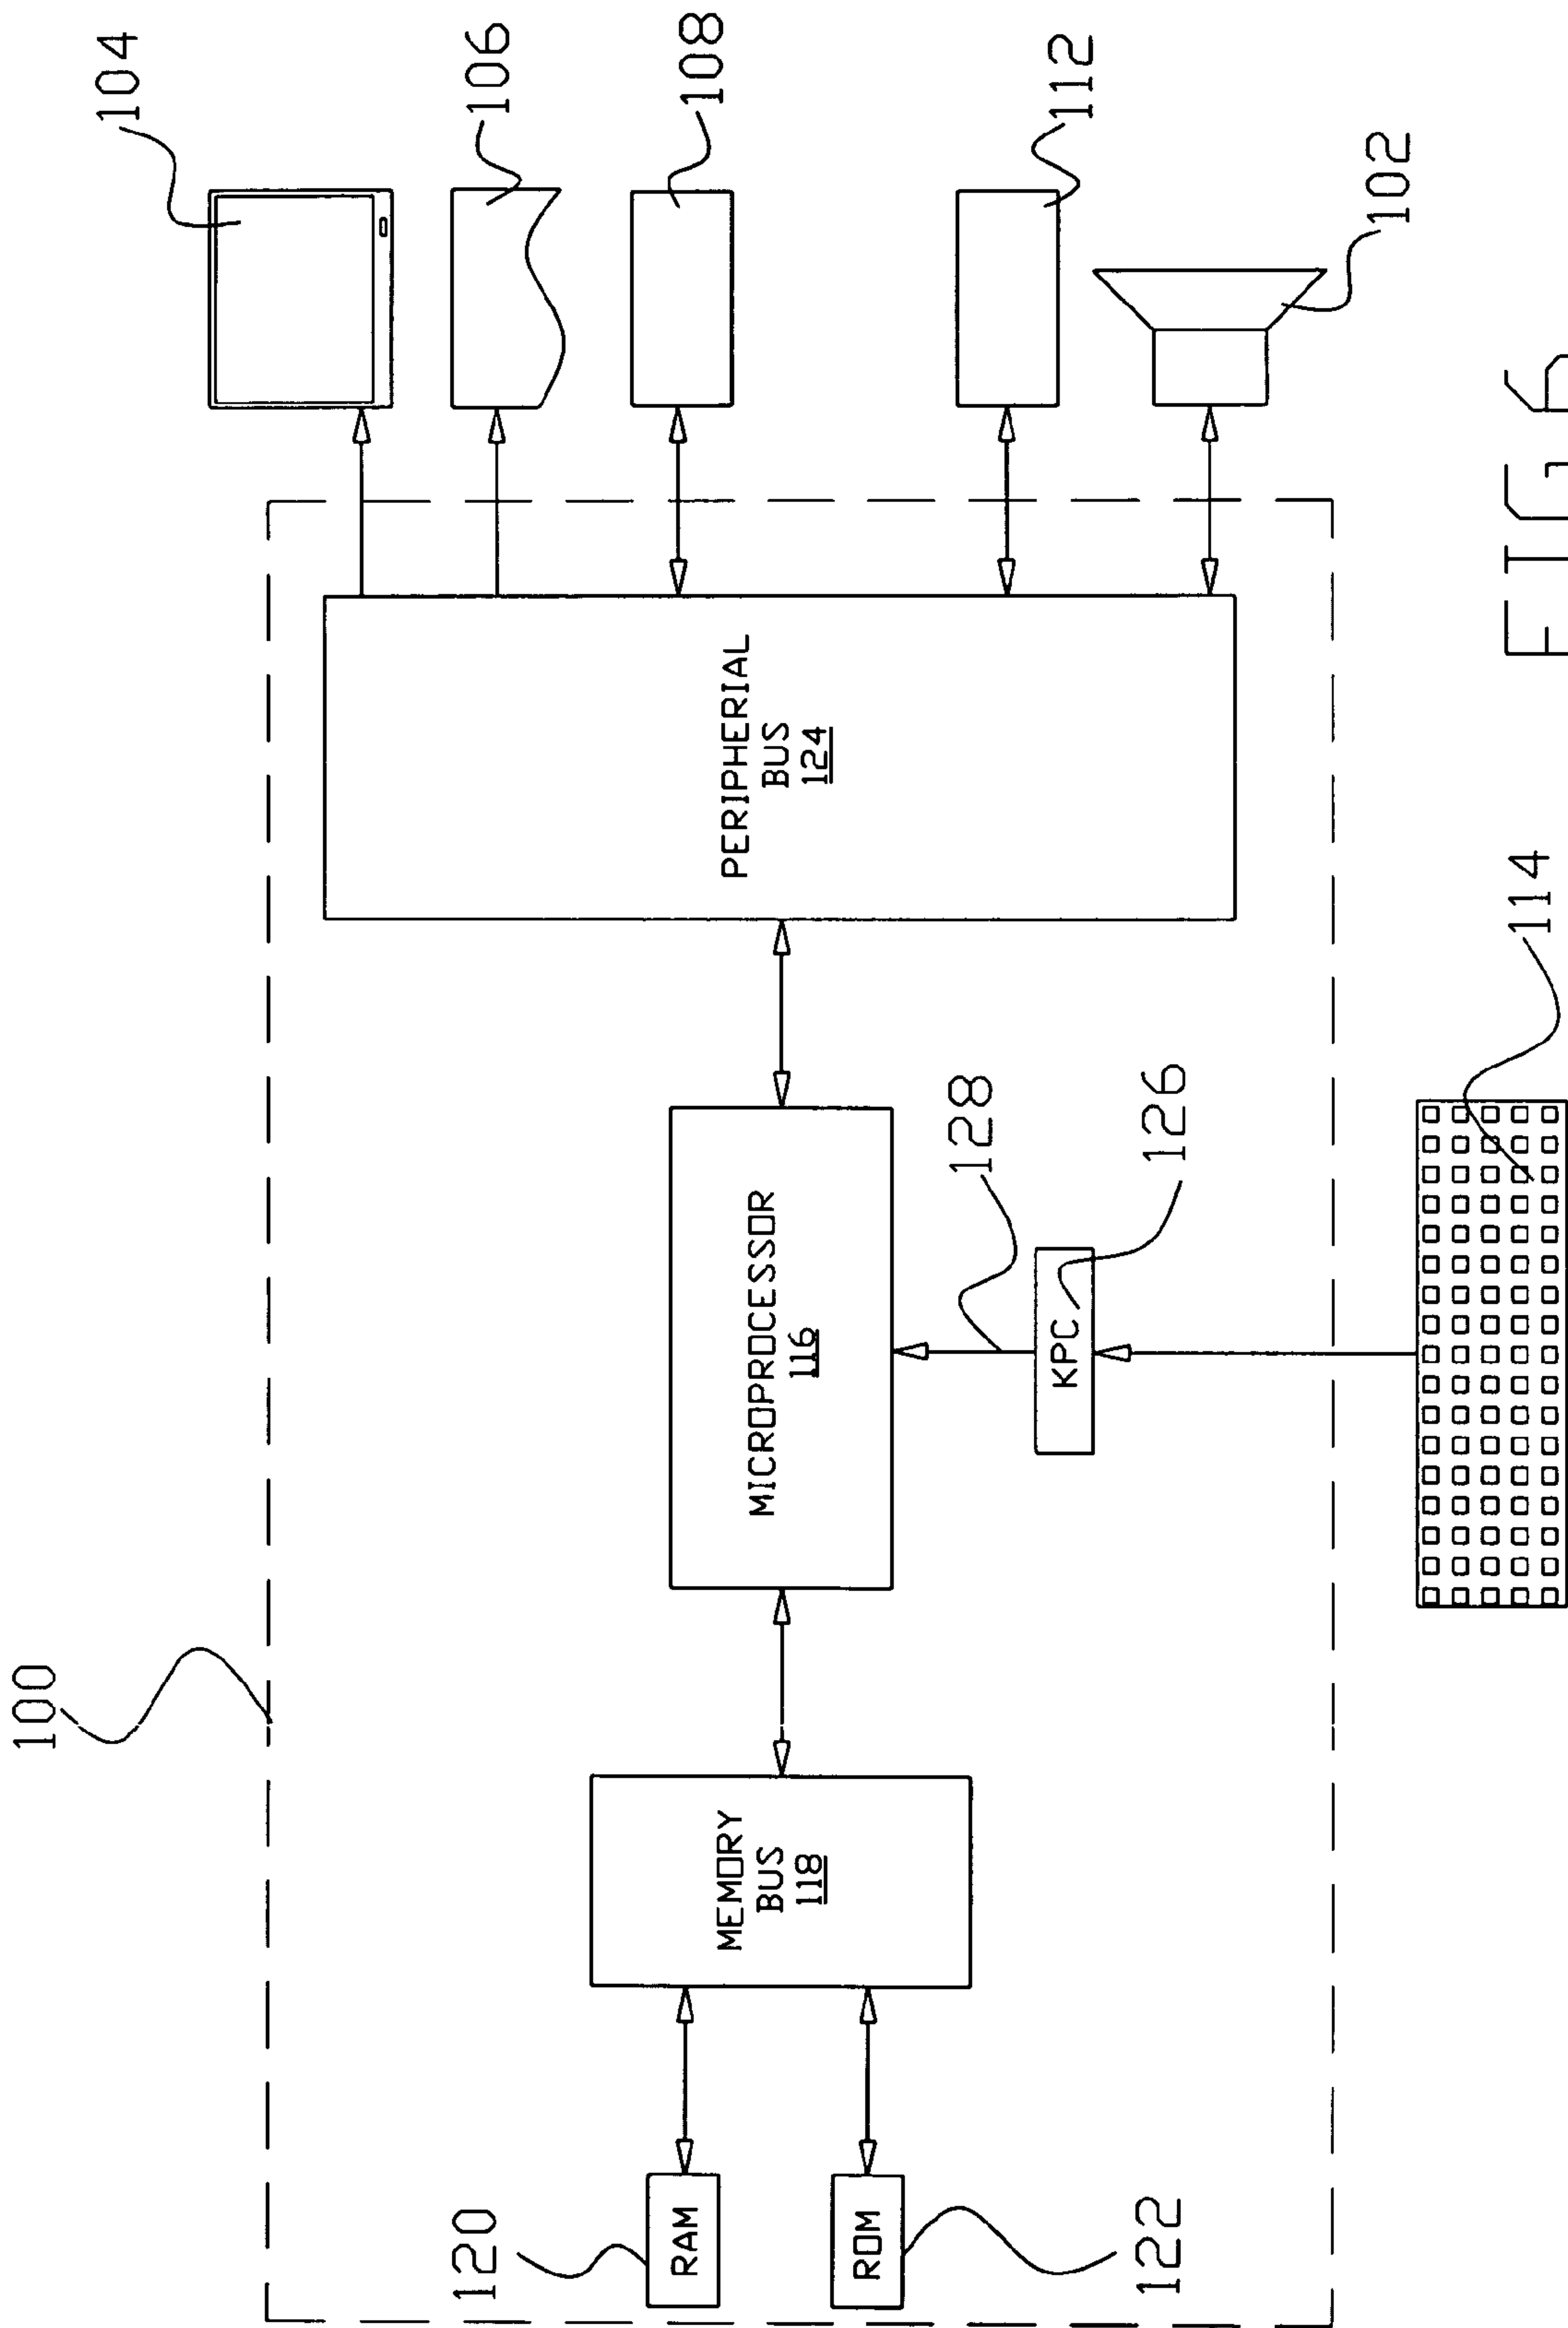 100
104
120
106
RAM
108
MEMORY
BUS
118
MICROPROCESSOR
116
PERIPHERIAL
BUS
124
ROM
128
KPC
112
122
126
102
114
FIG 6